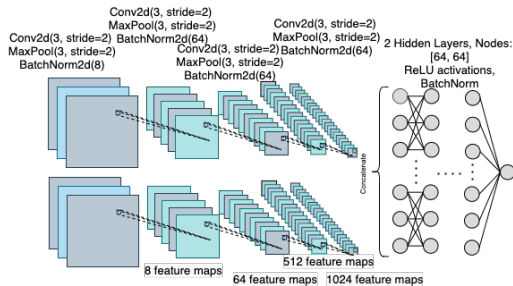 Conv2d(3, stride=2)
MaxPool(3, stride=2)
BatchNorm2d(8)
Conv2d(3, stride=2)
MaxPool(3, stride=2)
BatchNorm2d(64)
Conv2d(3, stride=2)
MaxPool(3, stride=2)
BatchNorm2d(64)
Conv2d(3, stride=2)
MaxPool(3, stride=2)
BatchNorm2d(64)
2 Hidden Layers, Nodes:
[64, 64]
ReLU activations,
BatchNorm
Concatenate
8 feature maps
64 feature maps
512 feature maps
1024 feature maps